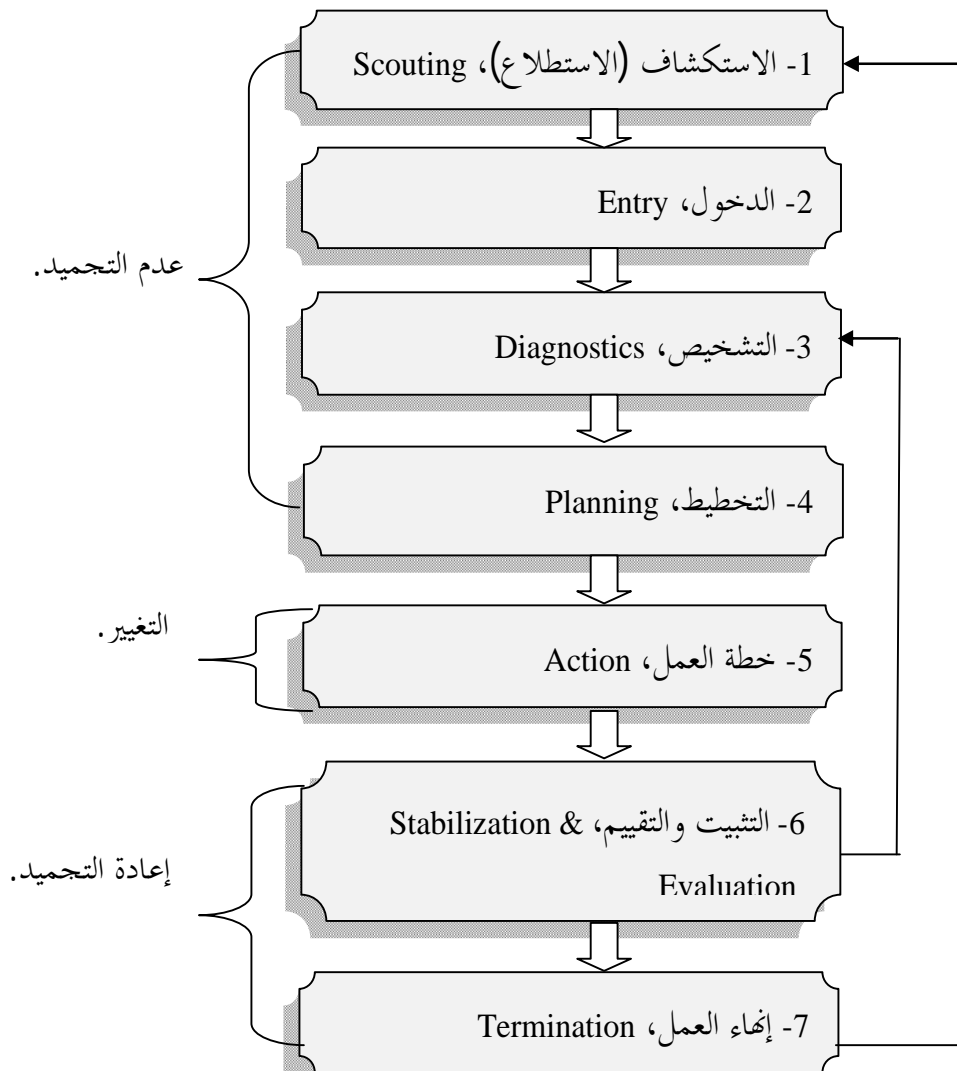 1- الاستكشاف (الاستطلاع)، Scouting
2- الدخول، Entry
عدم التجميد.
3- التشخيص، Diagnostics
4- التخطيط، Planning
التغيير.
5- خطة العمل، Action
6- التثبيت والتقييم، Stabilization &
Evaluation
إعادة التجميد.
7- إنهاء العمل، Termination